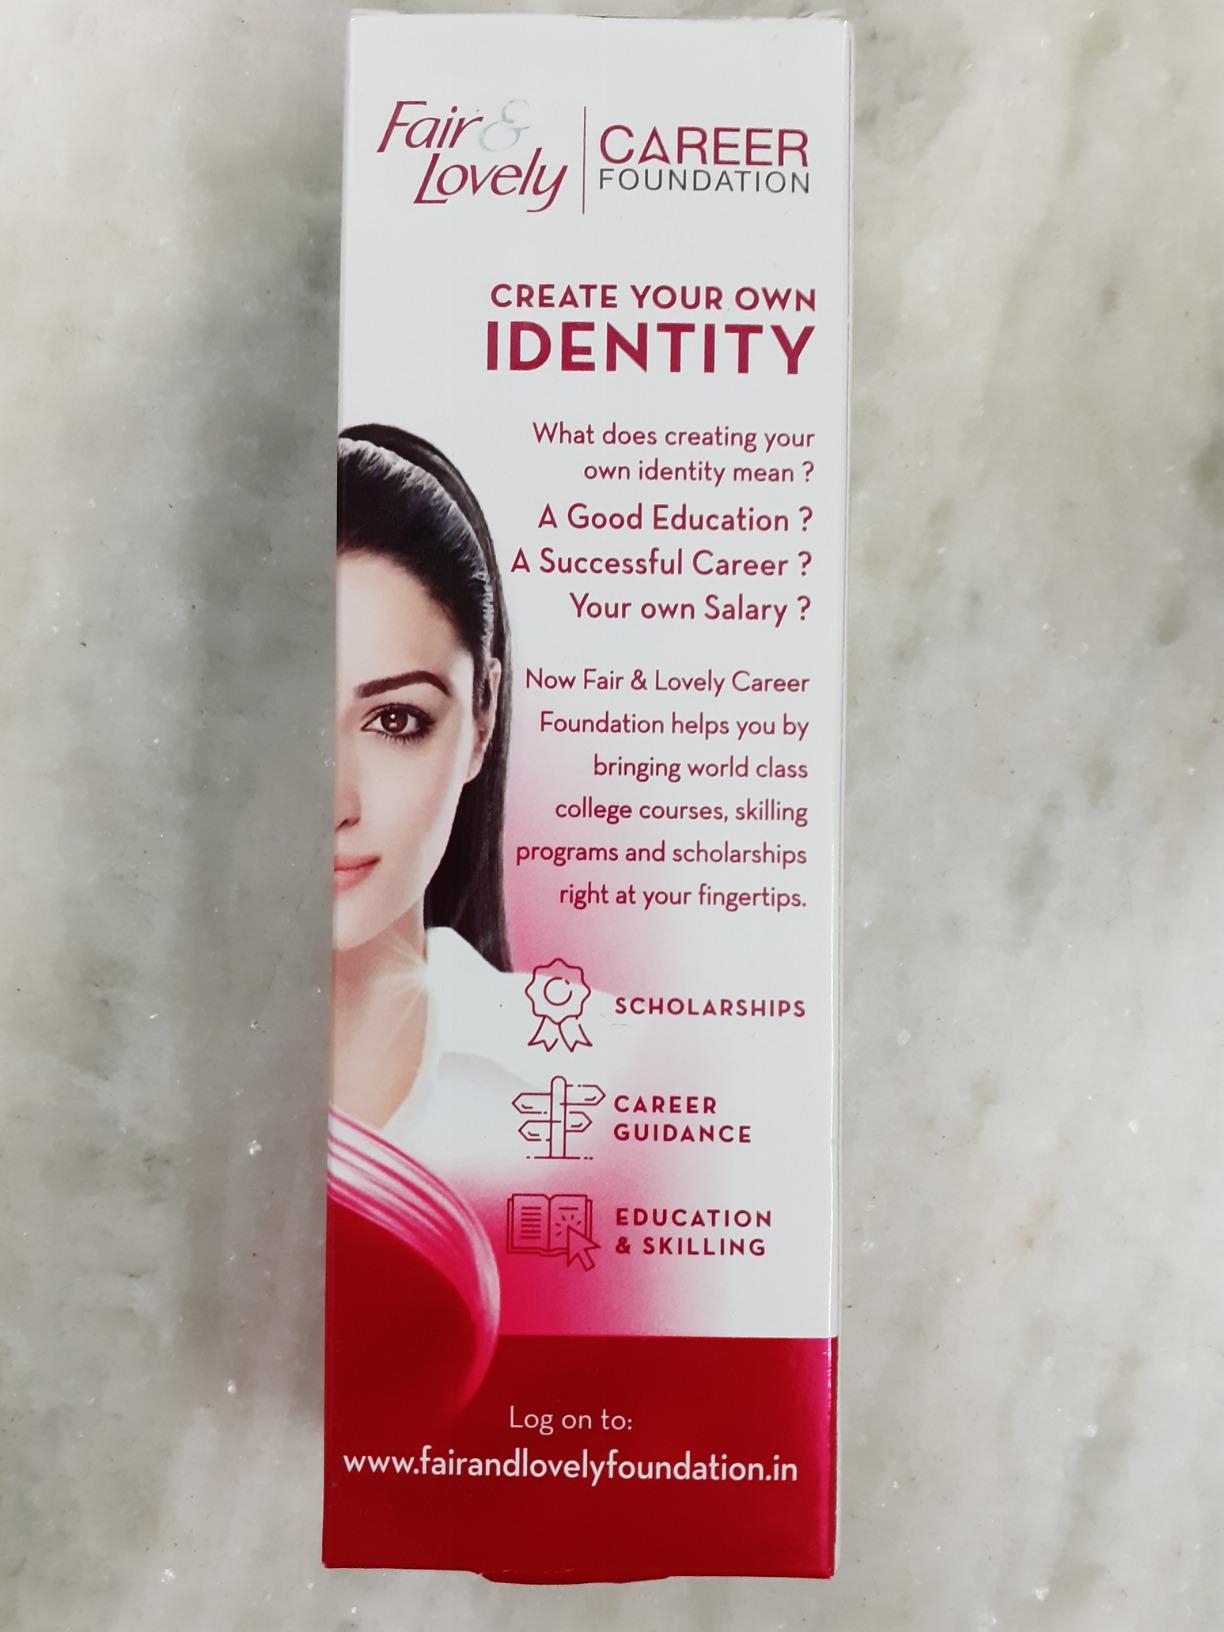 Fair &
Lovely
CAREER
FOUNDATION
CREATE YOUR OWN
IDENTITY
What does creating your
own identity mean ?
A Good Education ?
A Successful Career ?
Your own Salary ?
Now Fair & Lovely Career
Foundation helps you by
bringing world class
college courses, skilling
programs and scholarships
right at your fingertips.
SCHOLARSHIPS
CAREER
GUIDANCE
EDUCATION
& SKILLING
Log on to:
www.fairandlovelyfoundation.in